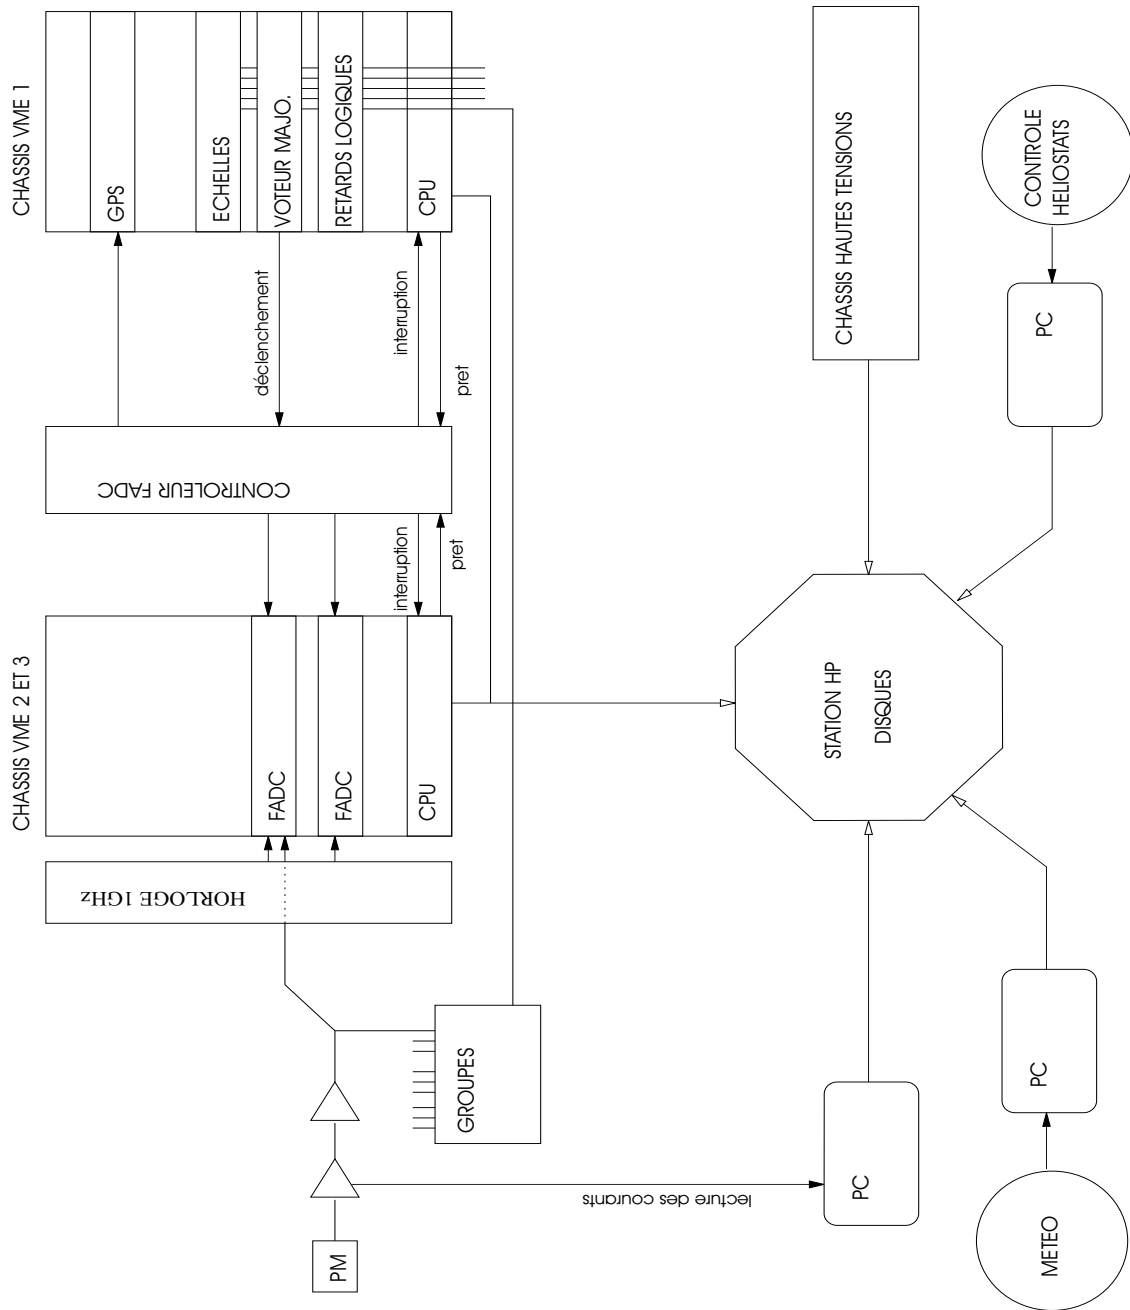 CHASSIS VME 2 ET 3
CHASSIS VME 1
HORLOGE 1GHz
FADC
FADC
CPU
CONTROLEUR FADC
interruption
pret
déclenchement
interruption
pret
GPS
ECHELLES
VOTEUR MAJO.
RETARDS LOGIQUES
CPU
PM
GROUPES
lecture des courants
PC
STATION HP
DISQUES
CHASSIS HAUTES TENSIONS
METEO
PC
PC
CONTROLE
HELIOSTATS